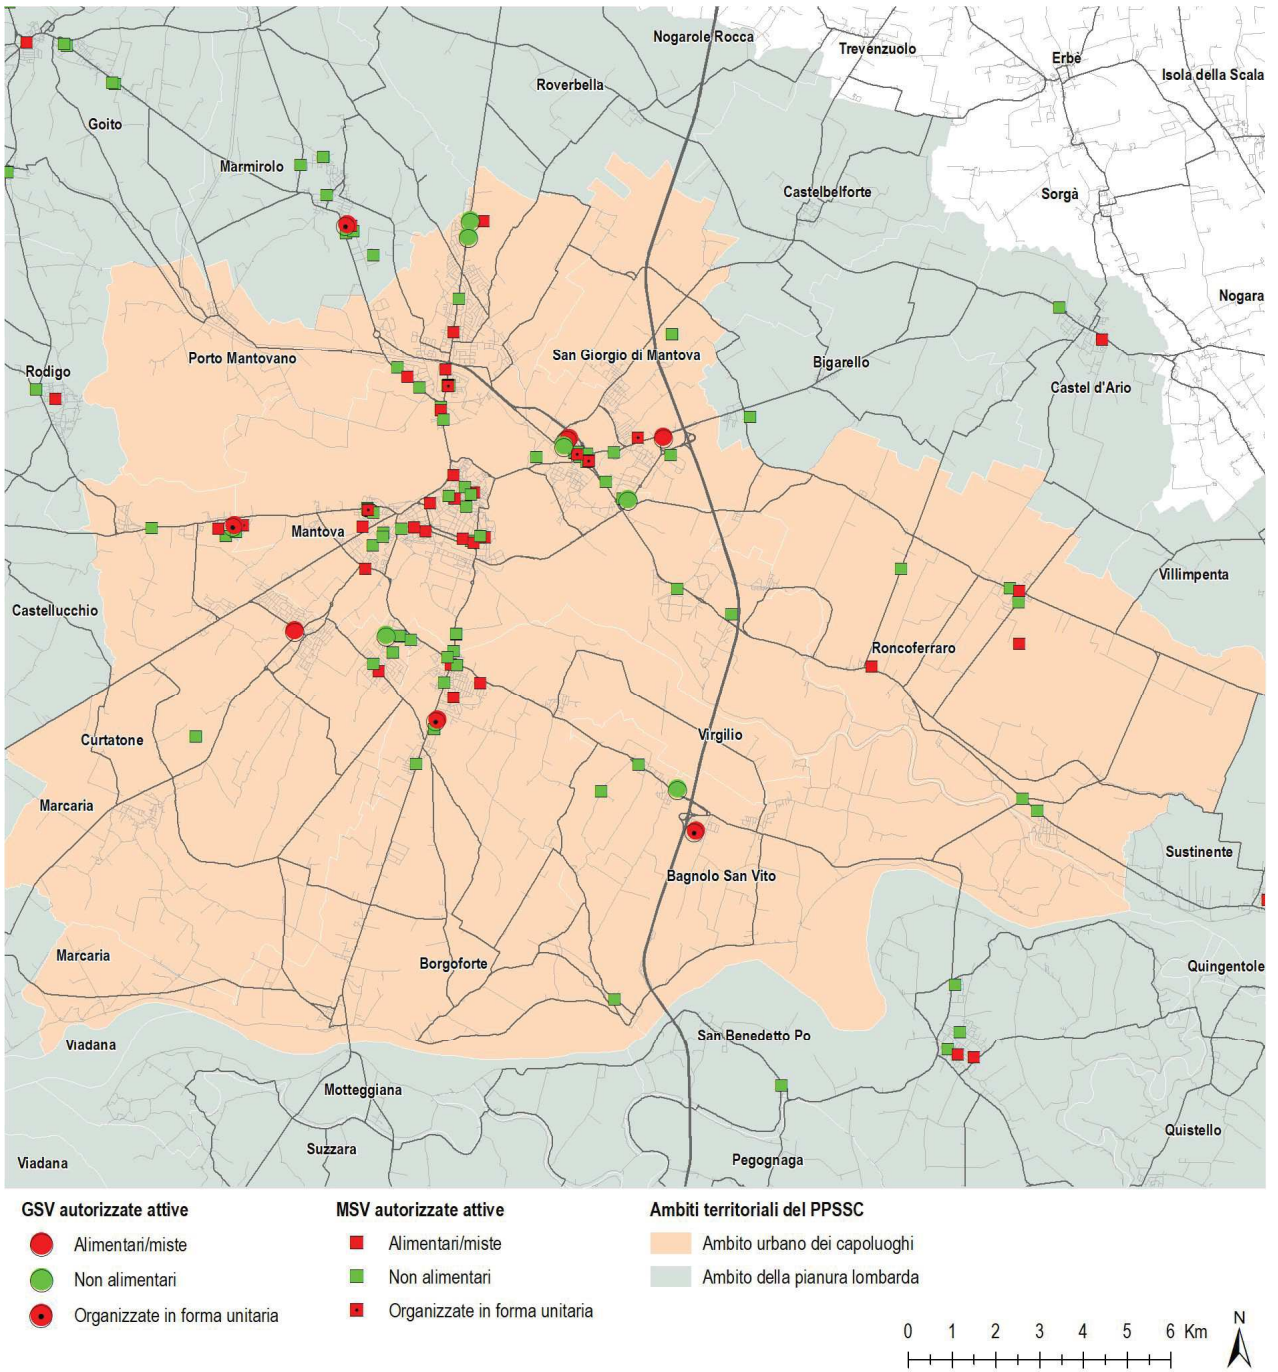 Nogarole Rocca
Trevenzuolo
Erbè
Isola della Scala
Roverbella
Goito
Marmirolo
Castelbelforte
Sorgà
Nogara
Porto Mantovano
San Giorgio di Mantova
Bigarello
Rodigo
Castel d'Ario
Mantova
Villimpenta
Castellucchio
Roncoferraro
Curtatone
Virgilio
Marcaria
Sustinente
Bagnolo San Vito
Marcaria
Borgoforte
Quingentole
Viadana
San Benedetto Po
Motteggiana
Quistello
Suzzara
Viadana
Pegognaga
GSV autorizzate attive
Alimentari/miste
Non alimentari
Organizzate in forma unitaria
MSV autorizzate attive
Alimentari/miste
Non alimentari
Organizzate in forma unitaria
Ambiti territoriali del PPSSC
Ambito urbano dei capoluoghi
Ambito della pianura lombarda
0 1 2 3 4 5 6 Km
N